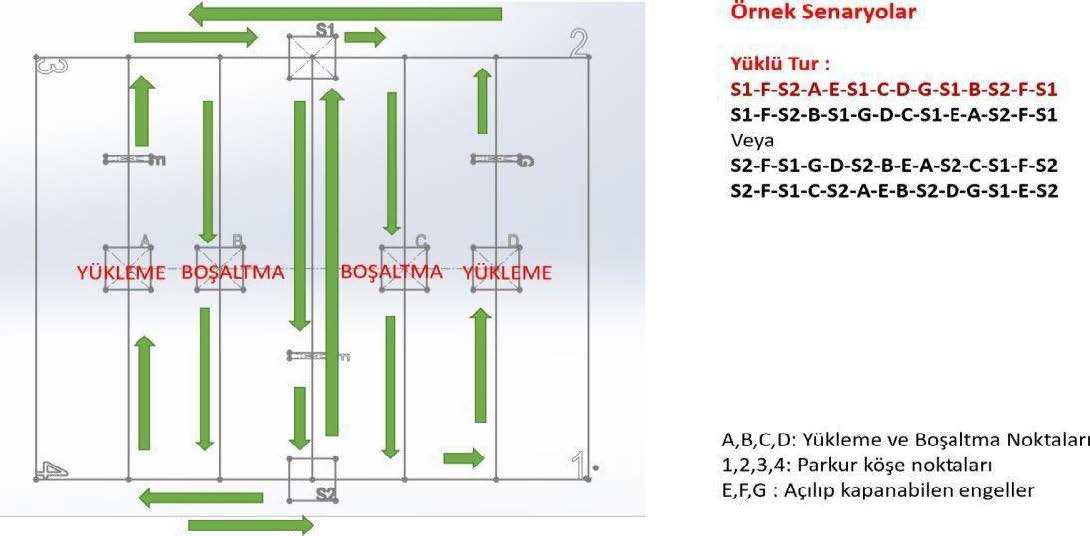 Örnek Senaryolar
S1
2
3
Yüklü Tur :
S1-F-S2-A-E-S1-C-D-G-S1-B-S2-F-S1
S1-F-S2-B-S1-G-D-C-S1-E-A-S2-F-S1
Veya
E
G
S2-F-S1-G-D-S2-B-E-A-S2-C-S1-F-S2
S2-F-S1-C-S2-A-E-B-S2-D-G-S1-E-S2
A B C D
YÜKLEME BOŞALTMA BOŞALTMA YÜKLEME
F
A,B,C,D: Yükleme ve Boşaltma Noktaları
1,2,3,4: Parkur köşe noktaları
E,F,G : Açılıp kapanabilen engeller
4
1
S2